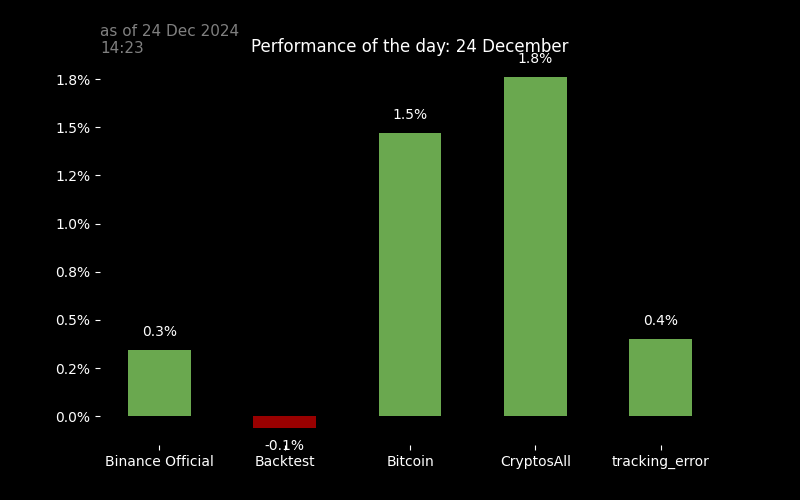 as of 24 Dec 2024
14:23
Performance of the day: 24 December
1.8%
1.8%
1.5%
1.5%
1.2%
1.0%
0.8%
0.5%
0.4%
0.3%
0.2%
0.0%
-0.1%
Binance Official
Backtest
Bitcoin
CryptosAll
tracking_error